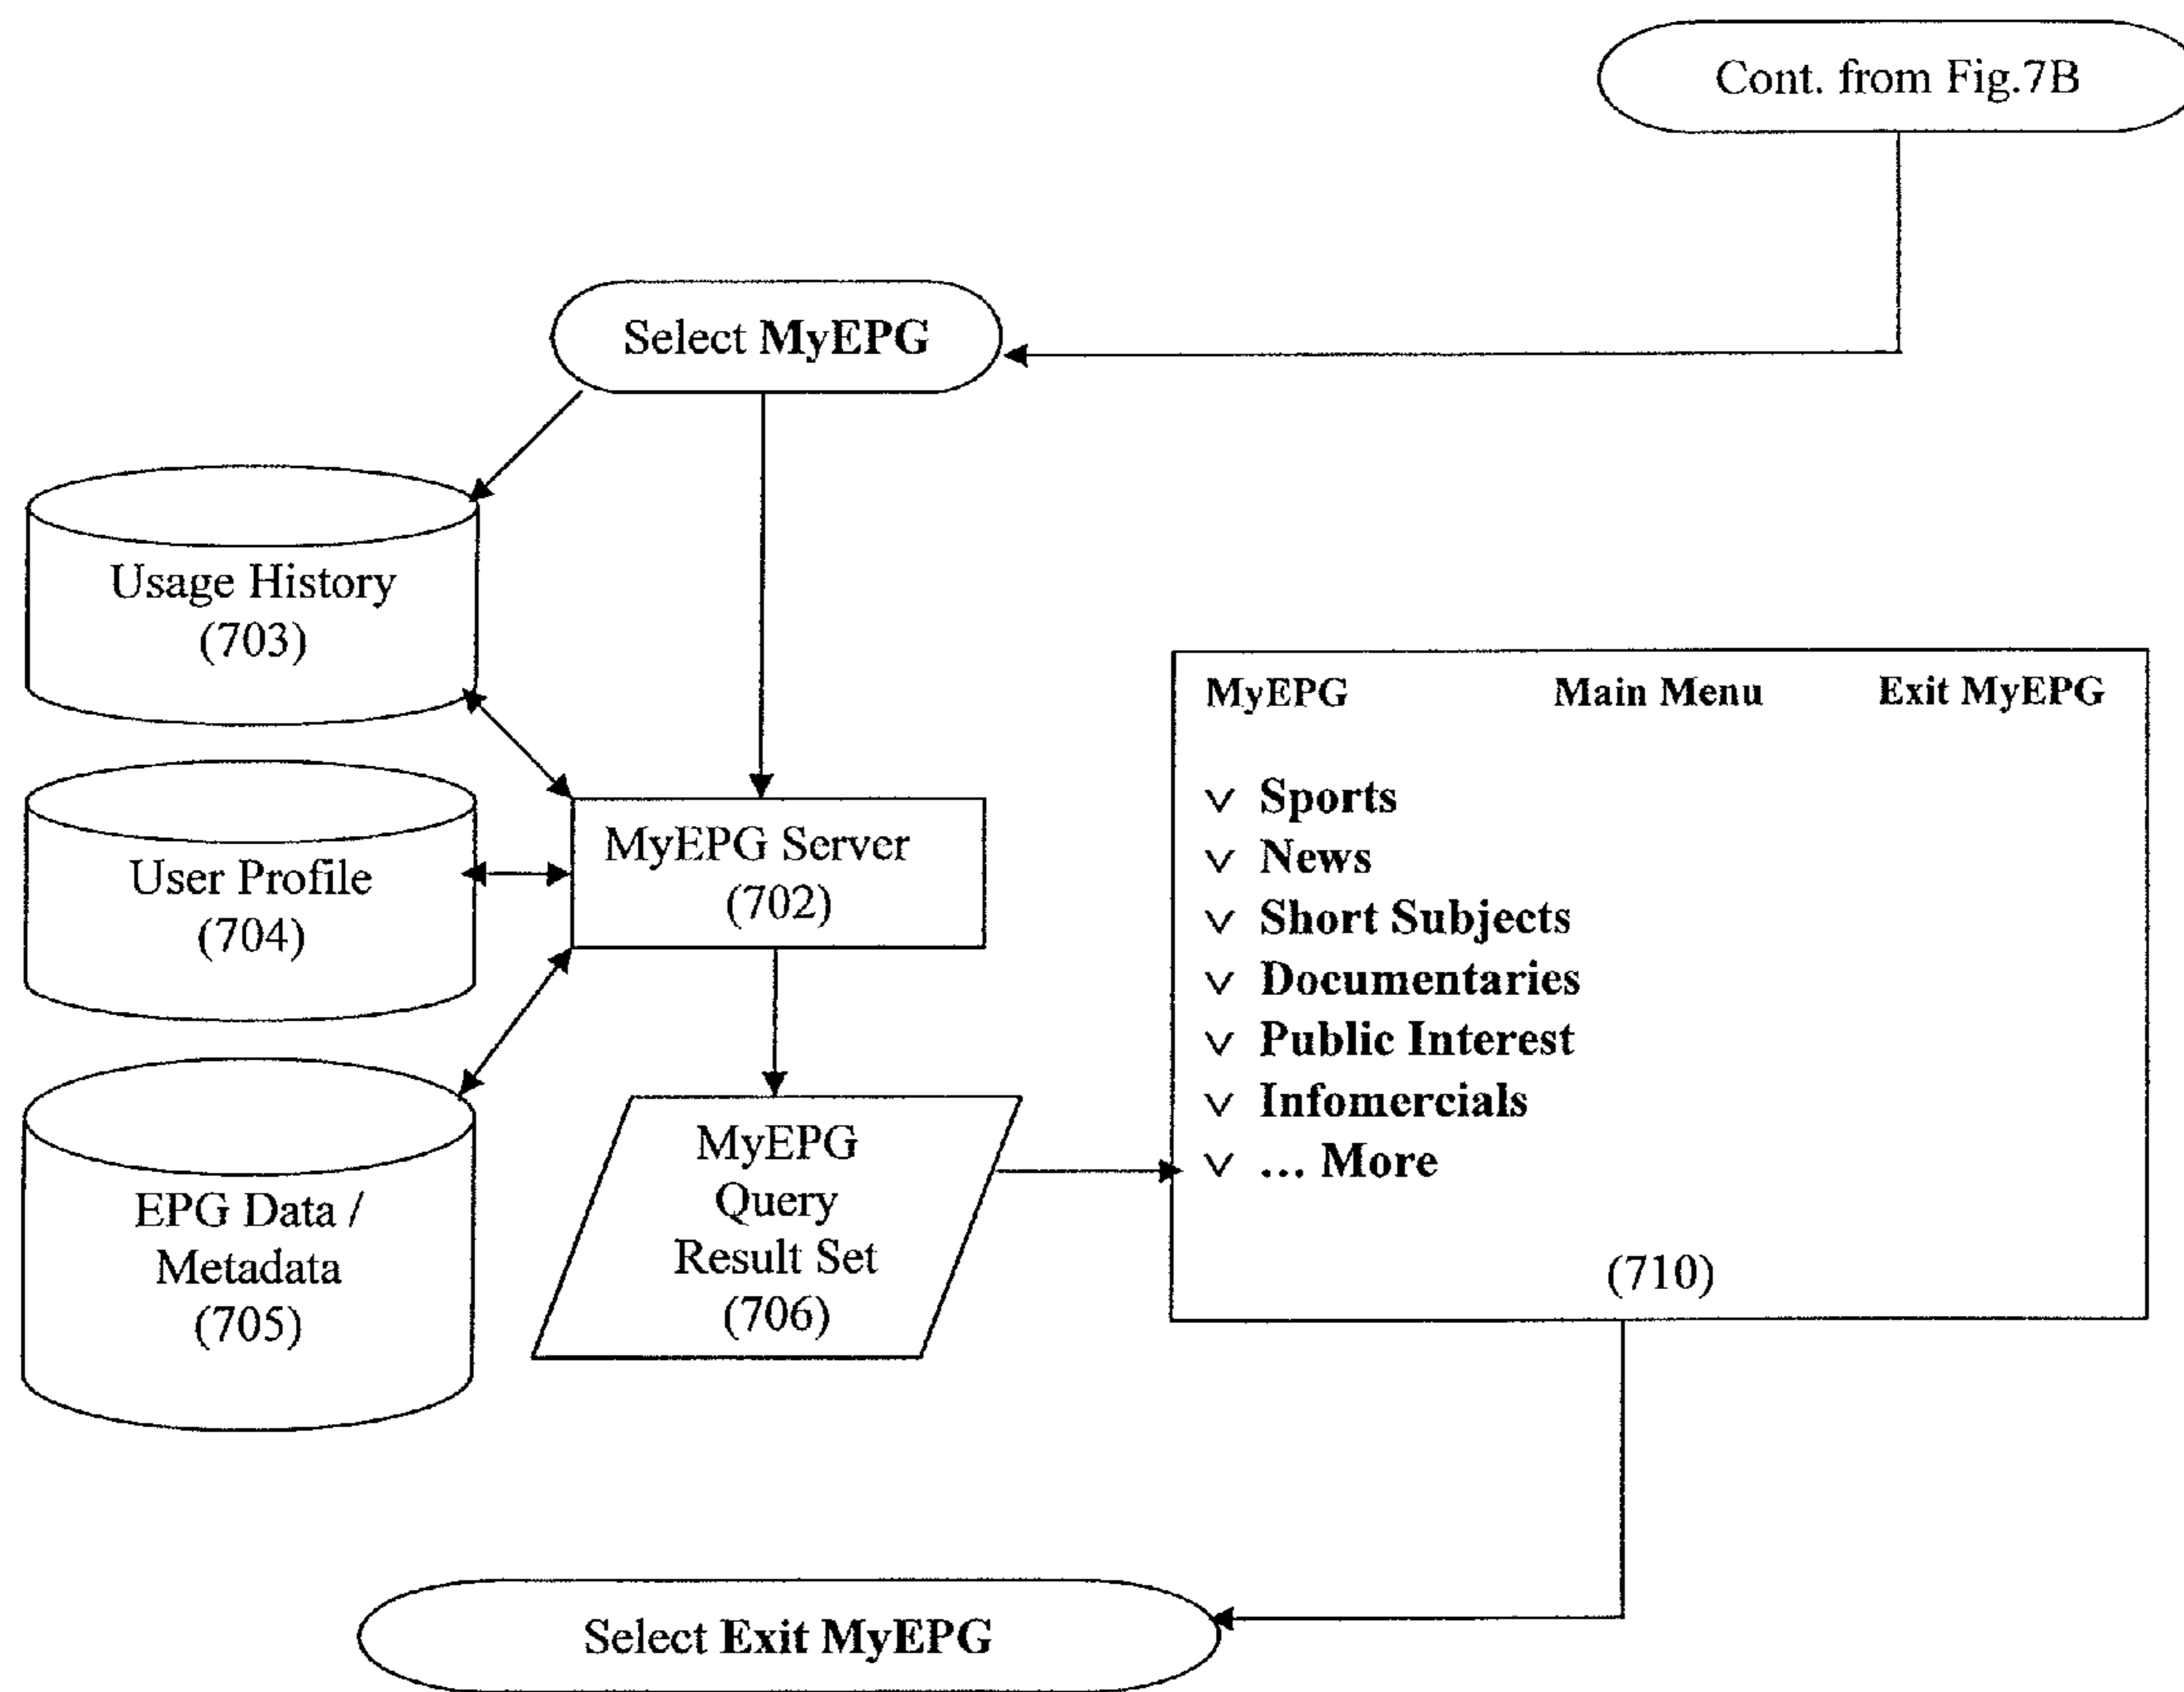 Cont. from Fig.7B
Select MyEPG
Usage History
(703)
User Profile
(704)
EPG Data /
Metadata
(705)
MyEPG Server
(702)
MyEPG
Query
Result Set
(706)
MyEPG Main Menu Exit MyEPG
v Sports
v News
v Short Subjects
v Documentaries
v Public Interest
v Infomercials
v ... More
(710)
Select Exit MyEPG